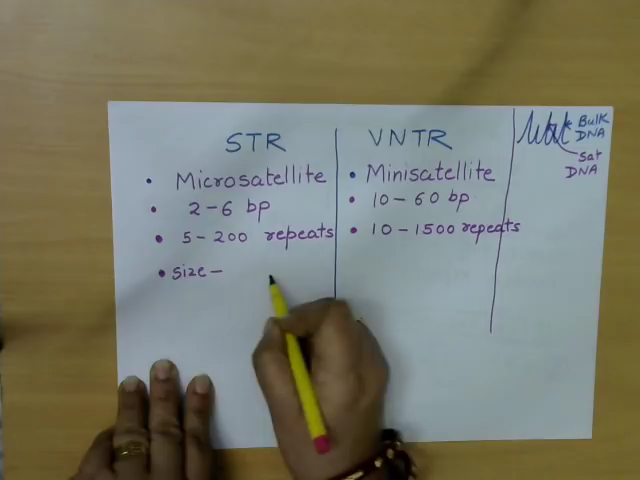 STR
• Microsatellite
• 2-6 bp
• 5-200 repeats
• size-
VNTR
• Minisatellite
• 10-60 bp
• 10-1500 repeats
Bulk
DNA
Sat
DNA